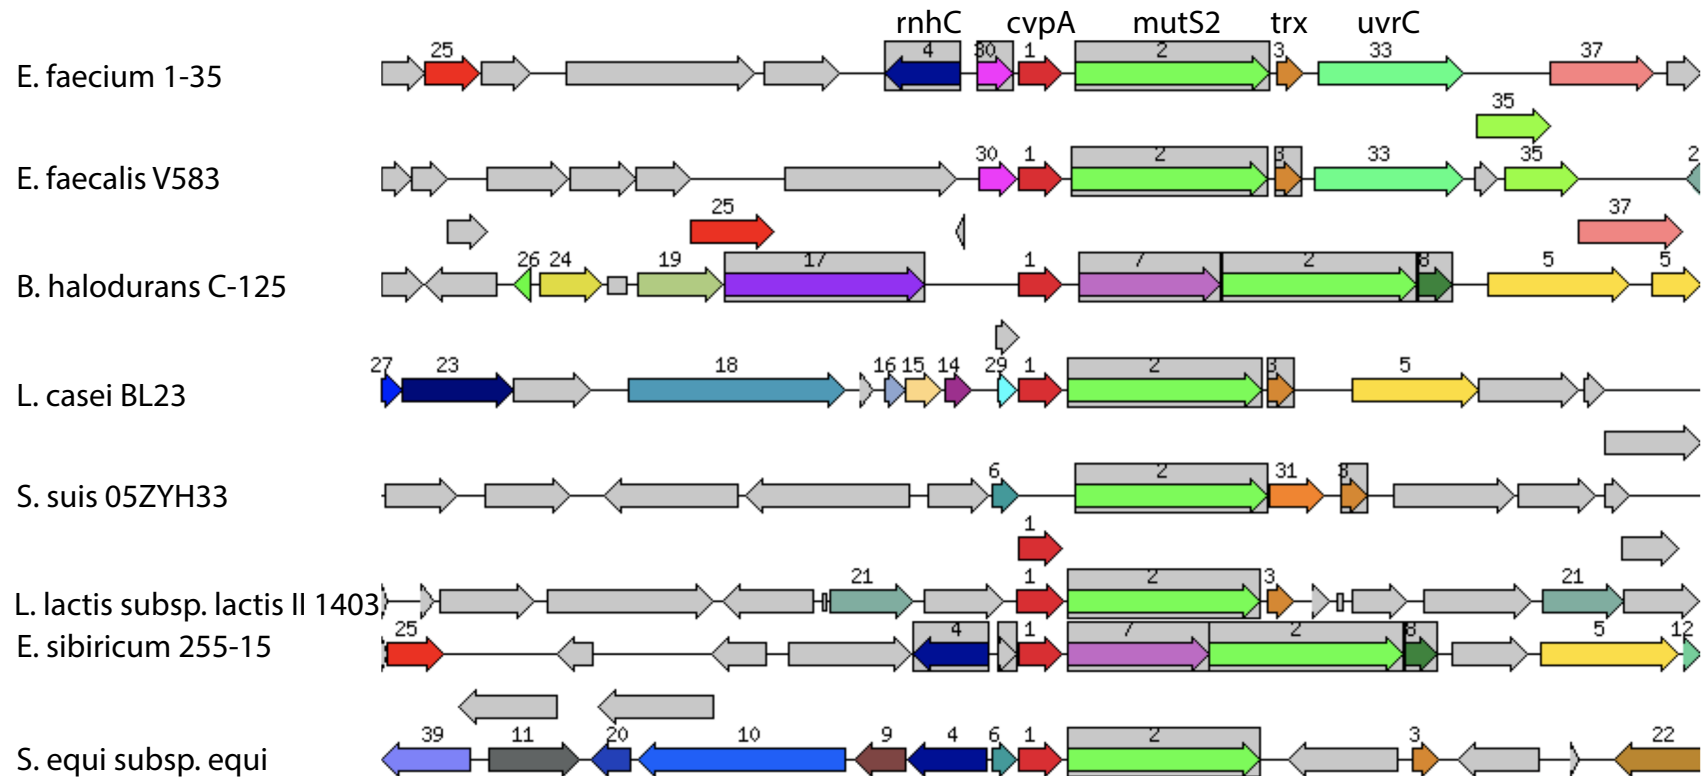 rnhC cvpA mutS2 trx uvrC
E. faecium 1-35 25 4 30 1 2 3 33 37
35
E. faecalis V583 30 1 2 3 33 35 2
25 37
B. halodurans C-125 26 24 19 17 1 7 2 8 5 5
L. casei BL23 27 23 18 16 15 14 29 1 2 3 5
S. suis 05ZYH33 6 2 31 3
1
L. lactis subsp. lactis II 1403 21 1 2 3 21
E. sibiricum 255-15 25 4 1 7 2 8 5 12
S. equi subsp. equi 39 11 20 10 9 4 6 1 2 3 22